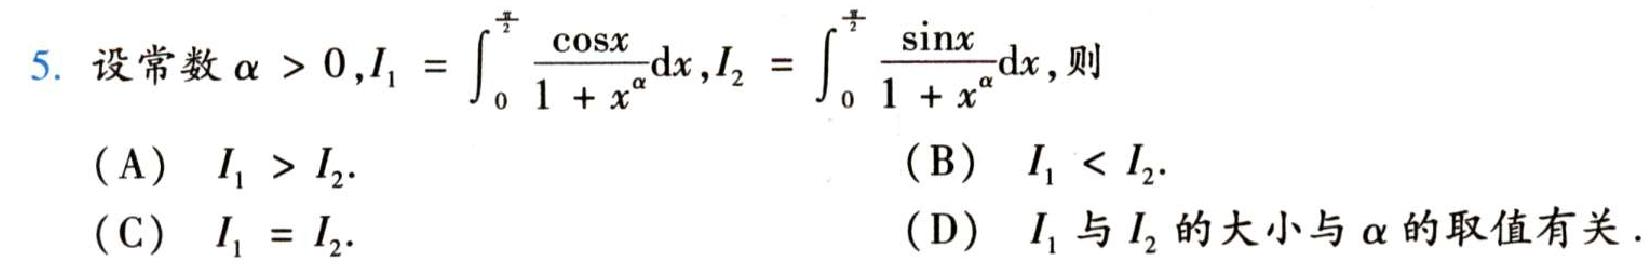 5. 设常数 α > 0, I₁ = ∫₀^{π/2} cosx/(1 + x^α) dx, I₂ = ∫₀^{π/2} sinx/(1 + x^α) dx, 则
(A) I₁ > I₂. (B) I₁ < I₂.
(C) I₁ = I₂. (D) I₁ 与 I₂ 的大小与 α 的取值有关.